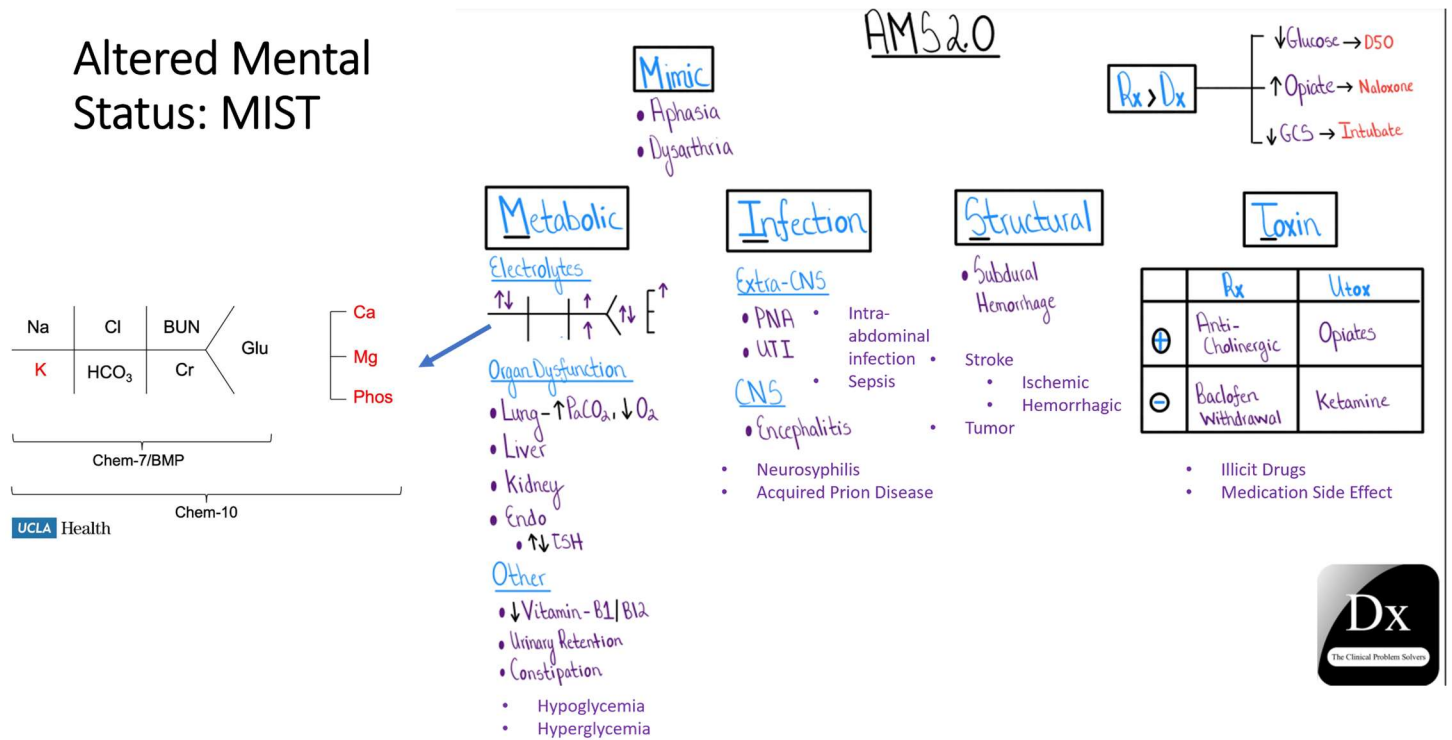 Altered Mental
Status: MIST
AMS 2.0
Mimic
• Aphasia
• Dysarthria
Rx > Dx
↓Glucose → D50
↑Opiate → Naloxone
↓GCS → Intubate
Metabolic
Electrolytes
↑↓ ↑ ↑ ↑↓ ↑
Organ Dysfunction
• Lung - ↑PaCO2, ↓O2
• Liver
• Kidney
• Endo
• ↑↓TSH
Other
• ↓Vitamin - B1/B12
• Urinary Retention
• Constipation
• Hypoglycemia
• Hyperglycemia
Infection
Extra-CNS
• PNA
• UTI
• Intra-
abdominal
infection
• Sepsis
CNS
• Encephalitis
• Neurosyphilis
• Acquired Prion Disease
Structural
• Subdural
Hemorrhage
• Stroke
• Ischemic
• Hemorrhagic
• Tumor
Toxin
Rx Utox
⊕ Anti-
Cholinergic
Opiates
⊖ Baclofen
Withdrawal
Ketamine
• Illicit Drugs
• Medication Side Effect
Na Cl BUN
Glu
K HCO3 Cr
Ca
Mg
Phos
Chem-7/BMP
Chem-10
UCLA Health
Dx
The Clinical Problem Solvers